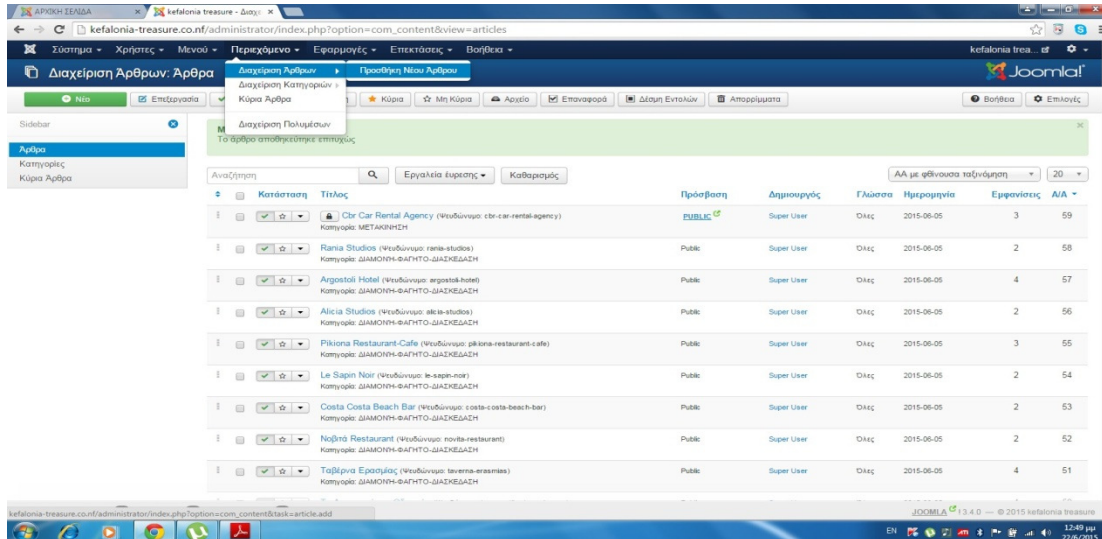 ΑΡΧΙΚΗ ΣΕΛΙΔΑ
kefalonia treasure - Διαχε
kefalonia-treasure.co.nf/administrator/index.php?option=com_content&view=articles
Σύστημα Χρήστες Μενού Περιεχόμενο Εφαρμογές Επεκτάσεις Βοήθεια kefalonia trea...
Διαχείριση Άρθρων: Άρθρα Joomla!
Διαχείριση Άρθρων Προσθήκη Νέου Άρθρου
Διαχείριση Κατηγοριών
Κύρια Άρθρα
Διαχείριση Πολυμέσων
Νέο Επεξεργασία Κύρια Μη Κύρια Αρχείο Επαναφορά Δέσμη Εντολών Απορρίμματα Βοήθεια Επιλογές
Sidebar
Άρθρα
Κατηγορίες
Κύρια Άρθρα
Το άρθρο αποθηκεύτηκε επιτυχώς
Αναζήτηση Εργαλεία έυρεσης Καθαρισμός ΑΑ με φθίνουσα ταξινόμηση 20
Κατάσταση Τίτλος Πρόσβαση Δημιουργός Γλώσσα Ημερομηνία Εμφανίσεις Α/Α
Cbr Car Rental Agency (Ψευδώνυμο: cbr-car-rental-agency) PUBLIC Super User Όλες 2015-06-05 3 59
Κατηγορία: ΜΕΤΑΚΙΝΗΣΗ
Rania Studios (Ψευδώνυμο: rania-studios) Public Super User Όλες 2015-06-05 2 58
Κατηγορία: ΔΙΑΜΟΝΉ-ΦΑΓΗΤΟ-ΔΙΑΣΚΕΔΑΣΗ
Argostoli Hotel (Ψευδώνυμο: argostoli-hotel) Public Super User Όλες 2015-06-05 4 57
Κατηγορία: ΔΙΑΜΟΝΉ-ΦΑΓΗΤΟ-ΔΙΑΣΚΕΔΑΣΗ
Alicia Studios (Ψευδώνυμο: alicia-studios) Public Super User Όλες 2015-06-05 2 56
Κατηγορία: ΔΙΑΜΟΝΉ-ΦΑΓΗΤΟ-ΔΙΑΣΚΕΔΑΣΗ
Pikiona Restaurant-Cafe (Ψευδώνυμο: pikiona-restaurant-cafe) Public Super User Όλες 2015-06-05 3 55
Κατηγορία: ΔΙΑΜΟΝΉ-ΦΑΓΗΤΟ-ΔΙΑΣΚΕΔΑΣΗ
Le Sapin Noir (Ψευδώνυμο: le-sapin-noir) Public Super User Όλες 2015-06-05 2 54
Κατηγορία: ΔΙΑΜΟΝΉ-ΦΑΓΗΤΟ-ΔΙΑΣΚΕΔΑΣΗ
Costa Costa Beach Bar (Ψευδώνυμο: costa-costa-beach-bar) Public Super User Όλες 2015-06-05 2 53
Κατηγορία: ΔΙΑΜΟΝΉ-ΦΑΓΗΤΟ-ΔΙΑΣΚΕΔΑΣΗ
Νοβιτά Restaurant (Ψευδώνυμο: novita-restaurant) Public Super User Όλες 2015-06-05 2 52
Κατηγορία: ΔΙΑΜΟΝΉ-ΦΑΓΗΤΟ-ΔΙΑΣΚΕΔΑΣΗ
Ταβέρνα Ερασμίας (Ψευδώνυμο: taverna-erasmias) Public Super User Όλες 2015-06-05 4 51
Κατηγορία: ΔΙΑΜΟΝΉ-ΦΑΓΗΤΟ-ΔΙΑΣΚΕΔΑΣΗ
kefalonia-treasure.co.nf/administrator/index.php?option=com_content&task=article.add JOOMLA 3.4.0 — © 2015 kefalonia treasure
EN 12:49 μμ
22/6/2015